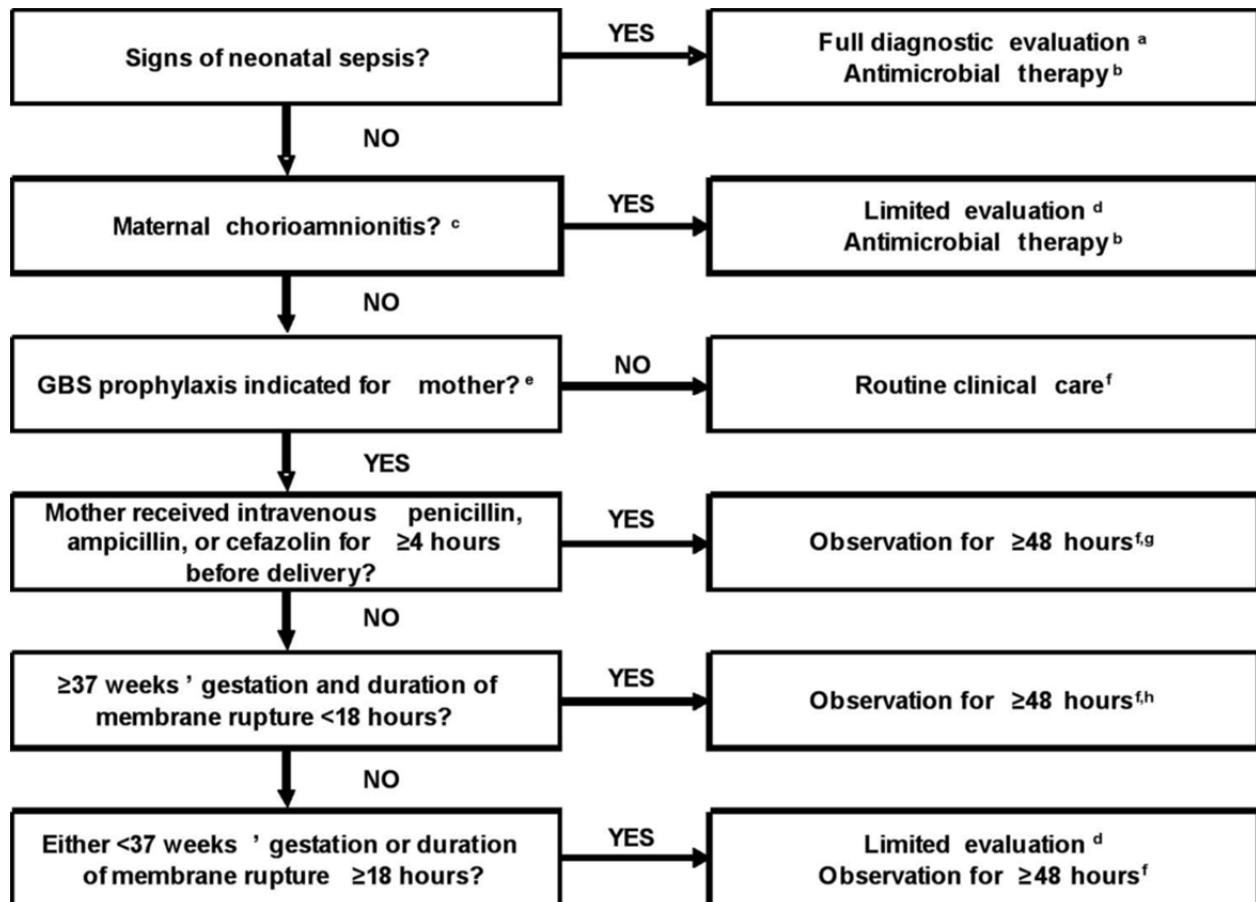 Signs of neonatal sepsis?
YES
Full diagnostic evaluation a
Antimicrobial therapy b
NO
Maternal chorioamnionitis? c
YES
Limited evaluation d
Antimicrobial therapy b
NO
GBS prophylaxis indicated for mother? e
NO
Routine clinical care f
YES
Mother received intravenous penicillin,
ampicillin, or cefazolin for ≥4 hours
before delivery?
YES
Observation for ≥48 hours f,g
NO
≥37 weeks ’ gestation and duration of
membrane rupture <18 hours?
YES
Observation for ≥48 hours f,h
NO
Either <37 weeks ’ gestation or duration
of membrane rupture ≥18 hours?
YES
Limited evaluation d
Observation for ≥48 hours f